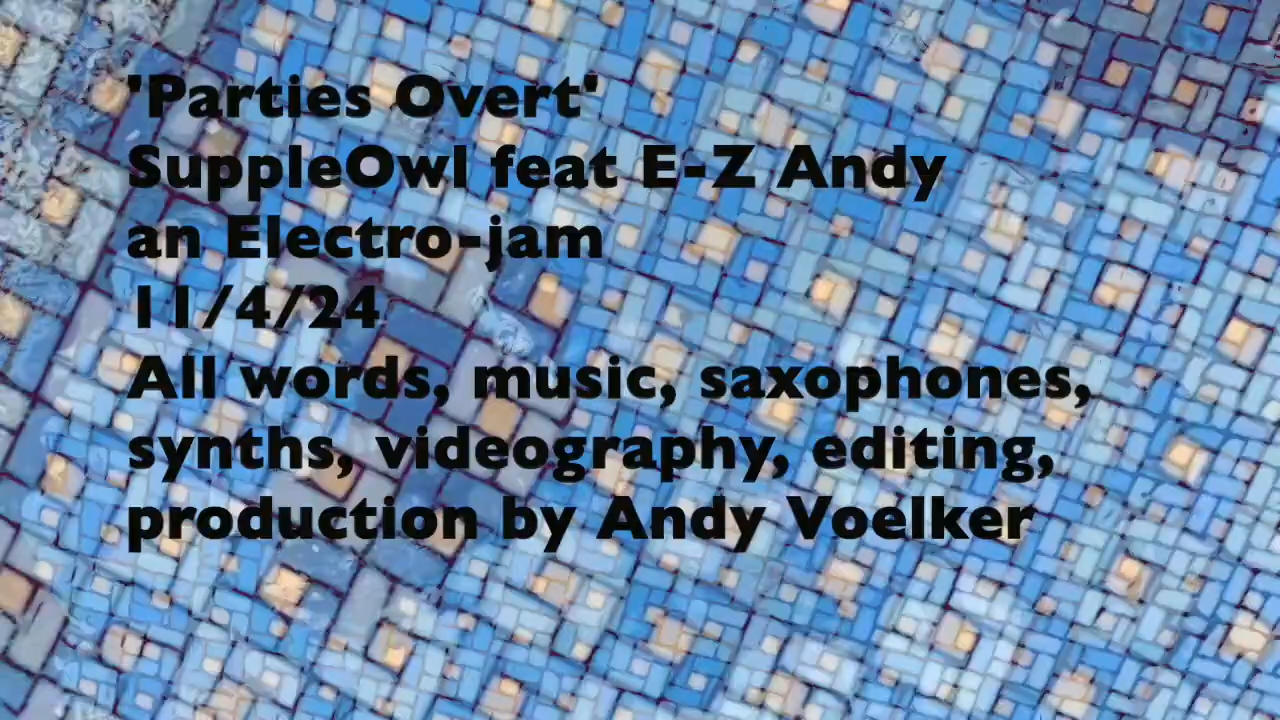 'Parties Overt'
SuppleOwl feat E-Z Andy
an Electro-jam
11/4/24
All words, music, saxophones,
synths, videography, editing,
production by Andy Voelker